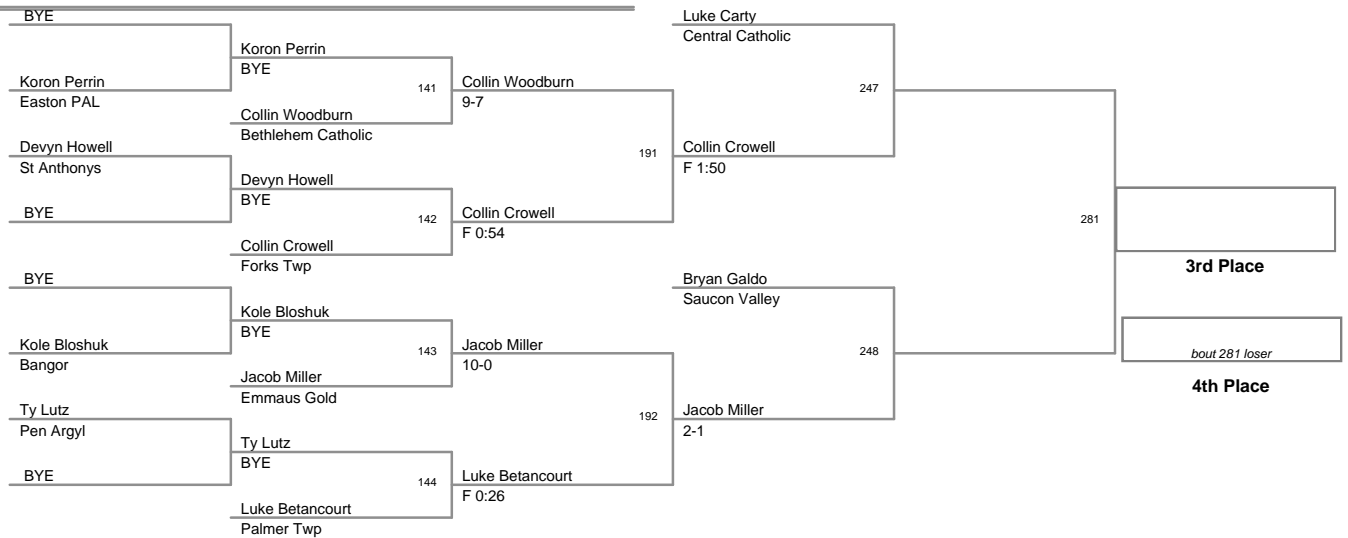 BYE
Koron Perrin
BYE
Koron Perrin
Easton PAL
141
Collin Woodburn
9-7
Collin Woodburn
Bethlehem Catholic
Devyn Howell
St Anthonys
Devyn Howell
BYE
BYE
142
Collin Crowell
F 0:54
Collin Crowell
Forks Twp
191
Luke Carty
Central Catholic
247
Collin Crowell
F 1:50
BYE
Kole Bloshuk
BYE
Kole Bloshuk
Bangor
143
Jacob Miller
10-0
Jacob Miller
Emmaus Gold
Ty Lutz
Pen Argyl
Ty Lutz
BYE
BYE
144
Luke Betancourt
F 0:26
Luke Betancourt
Palmer Twp
192
Bryan Galdo
Saucon Valley
248
Jacob Miller
2-1
281
3rd Place
bout 281 loser
4th Place